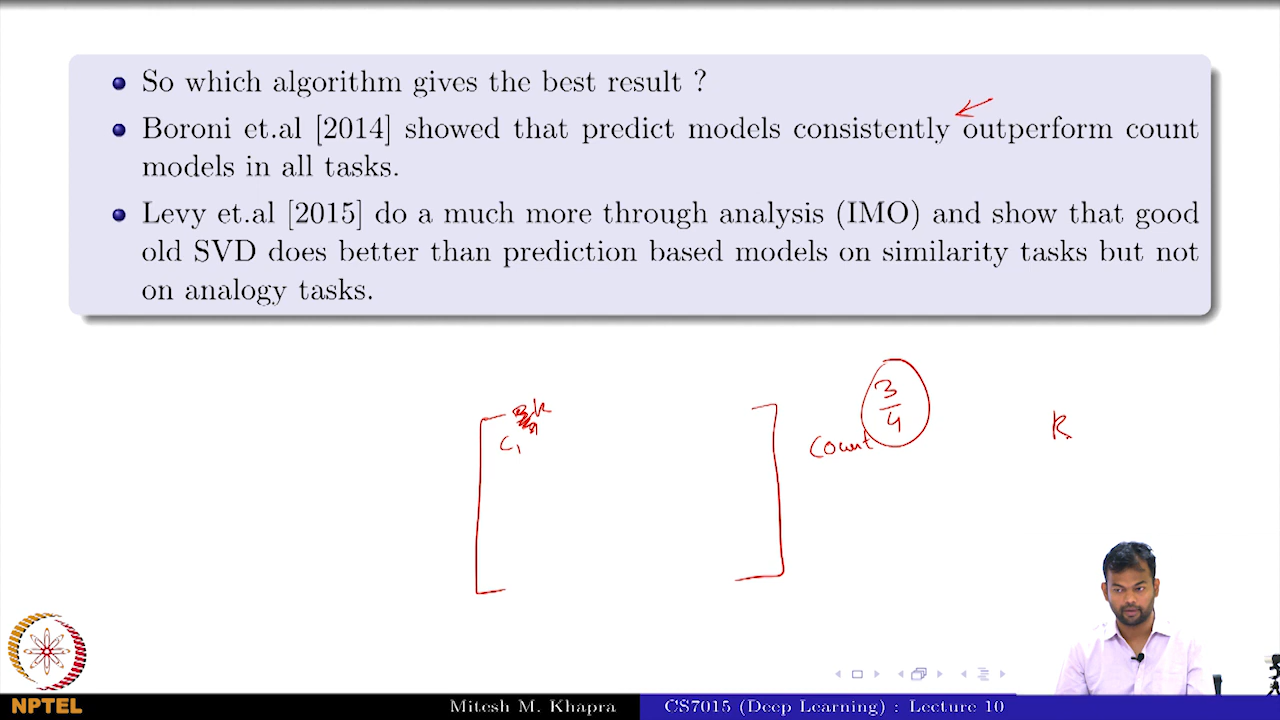 So which algorithm gives the best result ?
Boroni et.al [2014] showed that predict models consistently outperform count
models in all tasks.
Levy et.al [2015] do a much more through analysis (IMO) and show that good
old SVD does better than prediction based models on similarity tasks but not
on analogy tasks.
3
4
Count
C1
k
NPTEL
Mitesh M. Khapra
CS7015 (Deep Learning) : Lecture 10